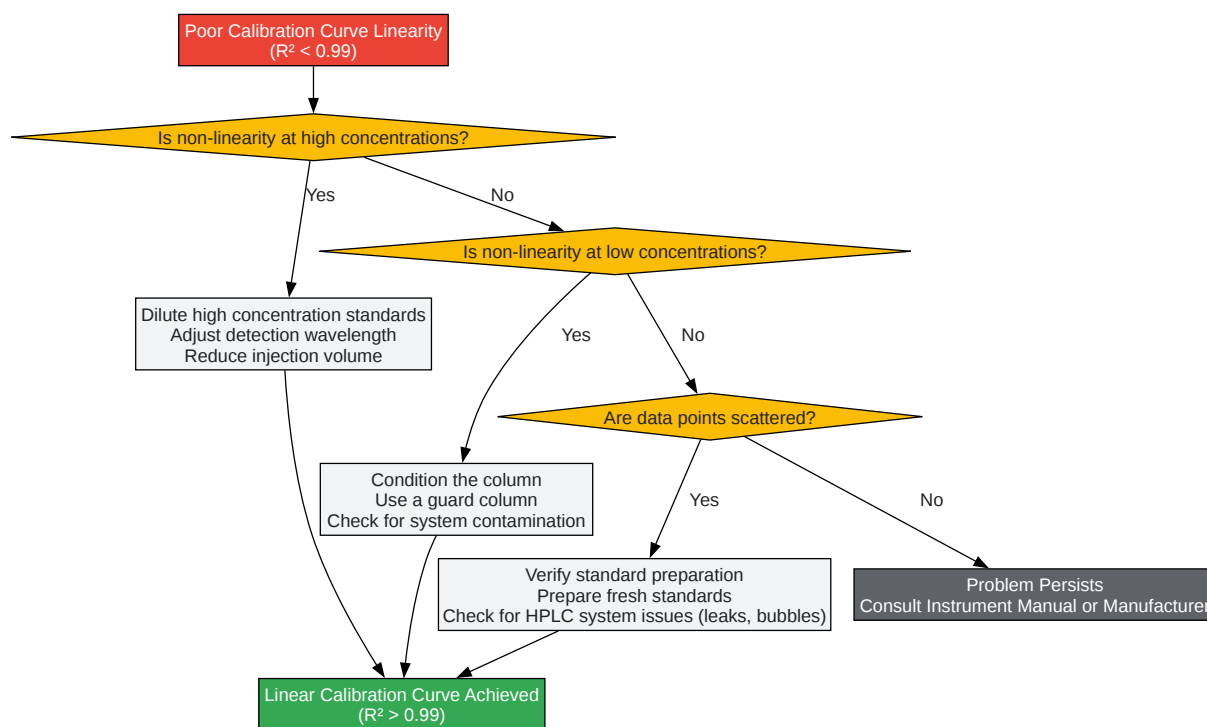 Poor Calibration Curve Linearity
(R² < 0.99)
Is non-linearity at high concentrations?
Yes
No
Is non-linearity at low concentrations?
Dilute high concentration standards
Adjust detection wavelength
Reduce injection volume
Yes
No
Are data points scattered?
Condition the column
Use a guard column
Check for system contamination
Yes
No
Verify standard preparation
Prepare fresh standards
Check for HPLC system issues (leaks, bubbles)
Problem Persists
Consult Instrument Manual or Manufacturer
Linear Calibration Curve Achieved
(R² > 0.99)